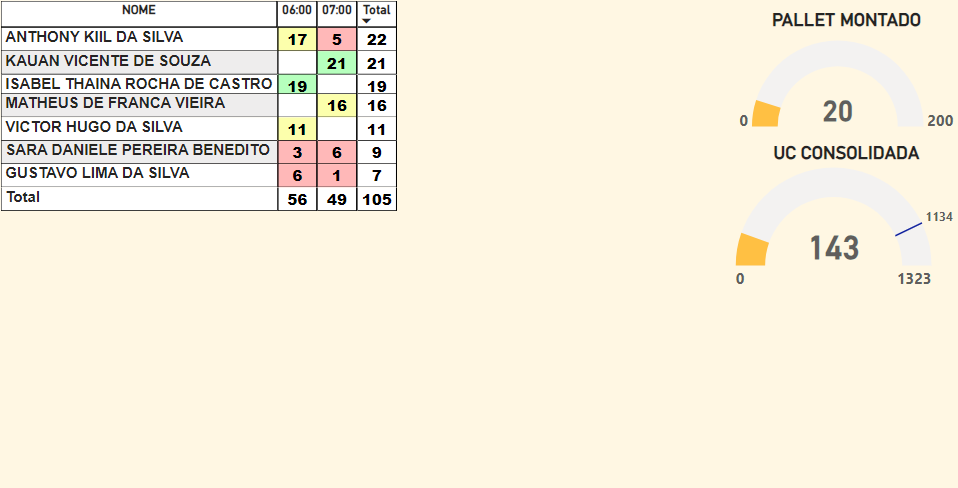 NOME 06:00 07:00 Total
ANTHONY KIIL DA SILVA 17 5 22
KAUAN VICENTE DE SOUZA 21 21
ISABEL THAINA ROCHA DE CASTRO 19 19
MATHEUS DE FRANCA VIEIRA 16 16
VICTOR HUGO DA SILVA 11 11
SARA DANIELE PEREIRA BENEDITO 3 6 9
GUSTAVO LIMA DA SILVA 6 1 7
Total 56 49 105
PALLET MONTADO
20
0 200
UC CONSOLIDADA
1134
143
0 1323